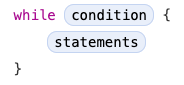 while condition {
statements
}